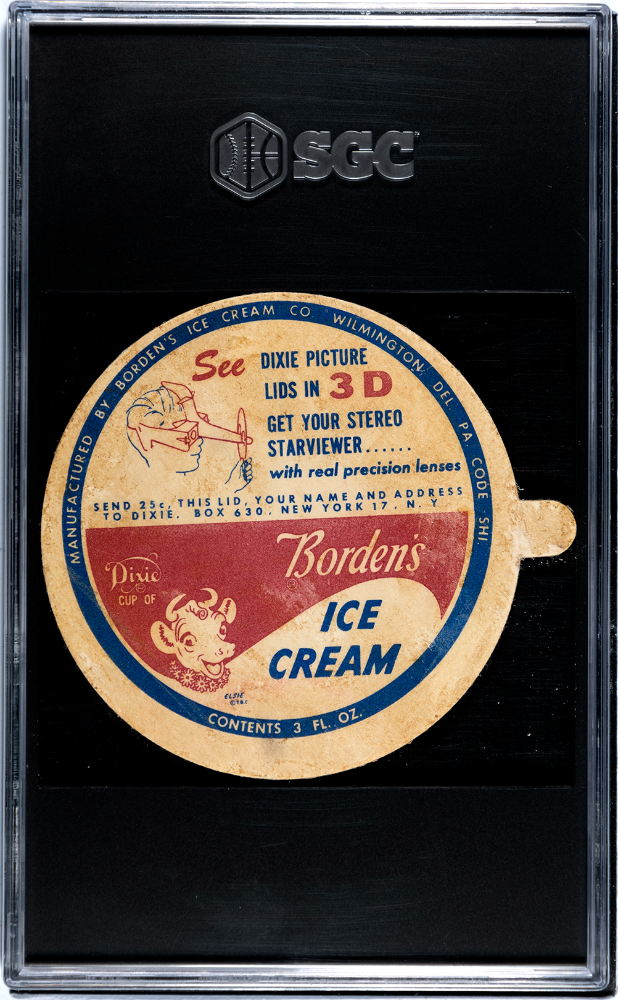 SGC
MANUFACTURED BY BORDEN'S ICE CREAM CO WILMINGTON, DEL. PA. CODE SHI.
See DIXIE PICTURE
LIDS IN 3D
GET YOUR STEREO
STARVIEWER......
with real precision lenses
SEND 25¢, THIS LID, YOUR NAME AND ADDRESS
TO DIXIE. BOX 630. NEW YORK 17. N. Y
Borden's
Dixie
CUP OF
ICE
CREAM
ELSIE
CONTENTS 3 FL. OZ.